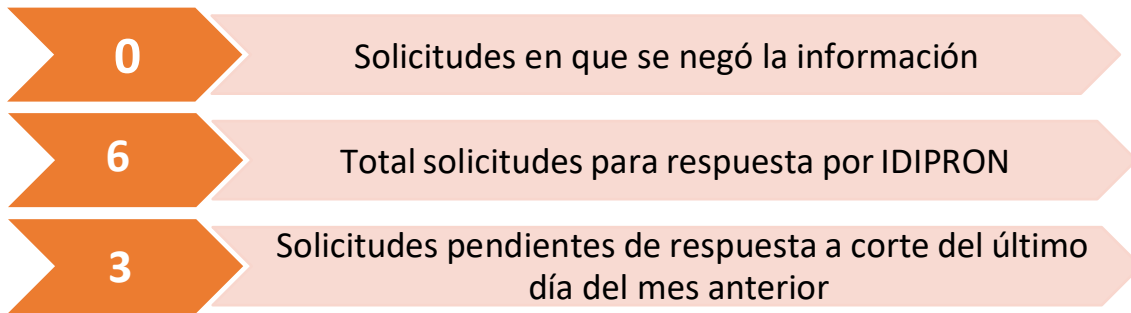 0
Solicitudes en que se negó la información
6
Total solicitudes para respuesta por IDIPRON
3
Solicitudes pendientes de respuesta a corte del último
día del mes anterior